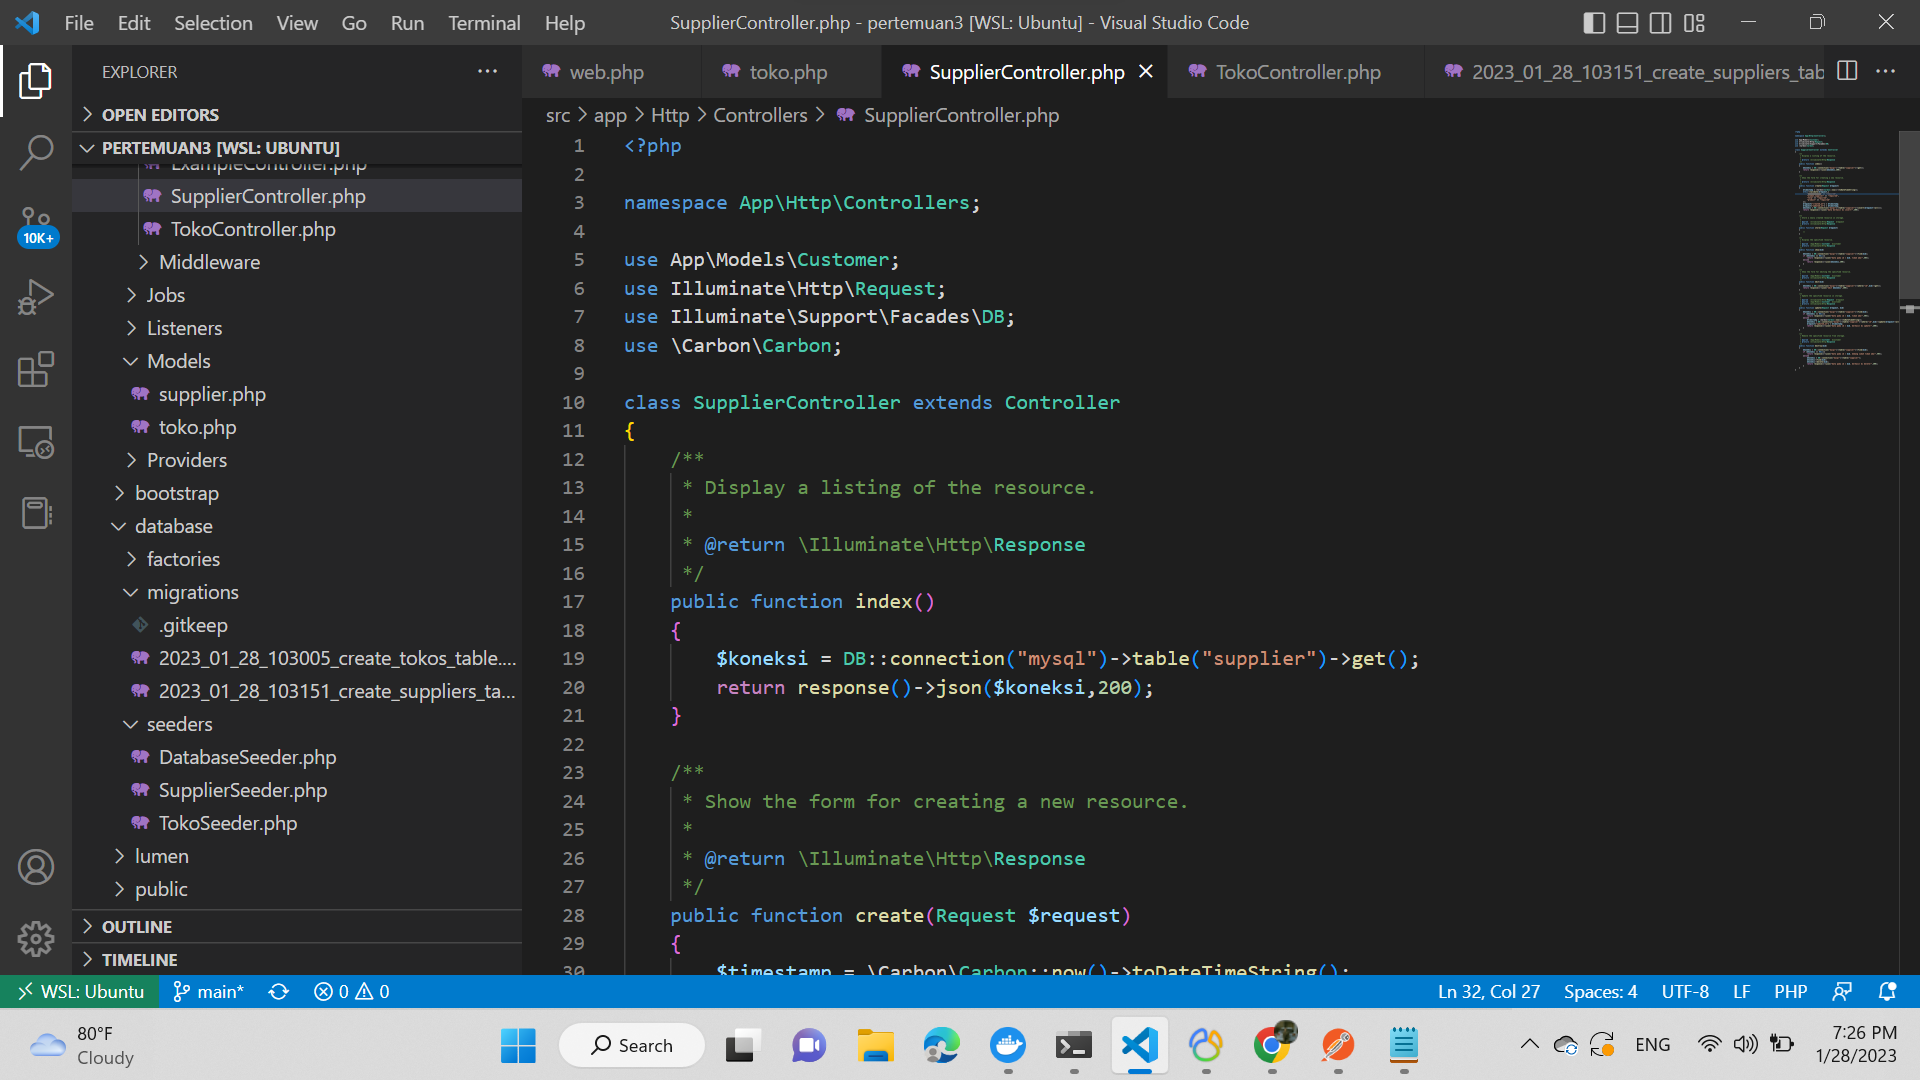 File Edit Selection View Go Run Terminal Help
SupplierController.php - pertemuan3 [WSL: Ubuntu] - Visual Studio Code
EXPLORER
OPEN EDITORS
PERTEMUAN3 [WSL: UBUNTU]
ExampleController.php
SupplierController.php
TokoController.php
Middleware
Jobs
Listeners
Models
supplier.php
toko.php
Providers
bootstrap
database
factories
migrations
.gitkeep
2023_01_28_103005_create_tokos_table....
2023_01_28_103151_create_suppliers_ta...
seeders
DatabaseSeeder.php
SupplierSeeder.php
TokoSeeder.php
lumen
public
OUTLINE
TIMELINE
10K+
web.php
toko.php
SupplierController.php
TokoController.php
2023_01_28_103151_create_suppliers_tab
src > app > Http > Controllers > SupplierController.php
1 <?php
2
3 namespace App\Http\Controllers;
4
5 use App\Models\Customer;
6 use Illuminate\Http\Request;
7 use Illuminate\Support\Facades\DB;
8 use \Carbon\Carbon;
9
10 class SupplierController extends Controller
11 {
12 /**
13 * Display a listing of the resource.
14 *
15 * @return \Illuminate\Http\Response
16 */
17 public function index()
18 {
19 $koneksi = DB::connection("mysql")->table("supplier")->get();
20 return response()->json($koneksi,200);
21 }
22
23 /**
24 * Show the form for creating a new resource.
25 *
26 * @return \Illuminate\Http\Response
27 */
28 public function create(Request $request)
29 {
30 $timestamp = \Carbon\Carbon::now()->toDateTimeString();
WSL: Ubuntu main* 0 0
Ln 32, Col 27 Spaces: 4 UTF-8 LF PHP
80°F
Cloudy
Search
ENG
7:26 PM
1/28/2023